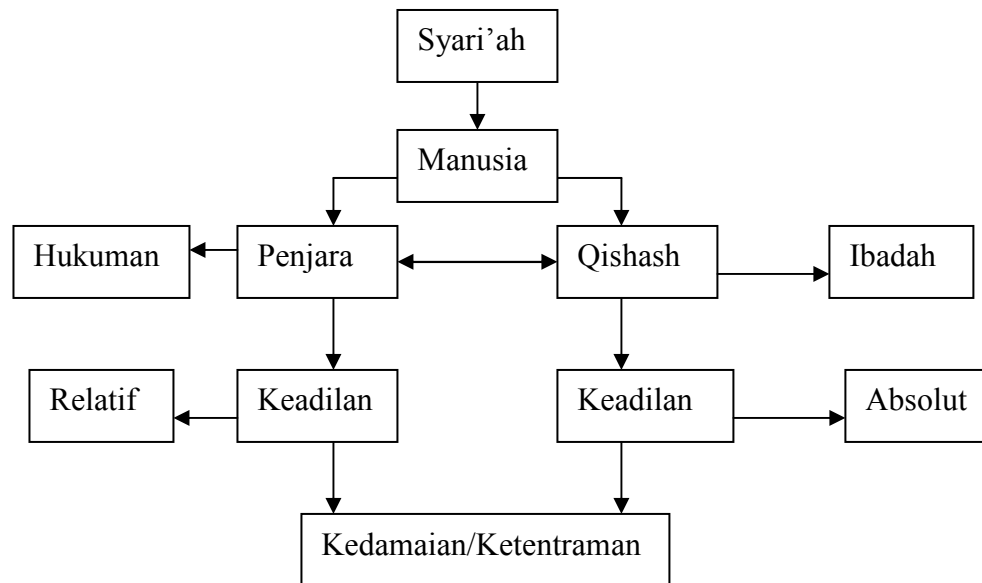 Syari’ah
Manusia
Hukuman
Penjara
Qishash
Ibadah
Relatif
Keadilan
Keadilan
Absolut
Kedamaian/Ketentraman